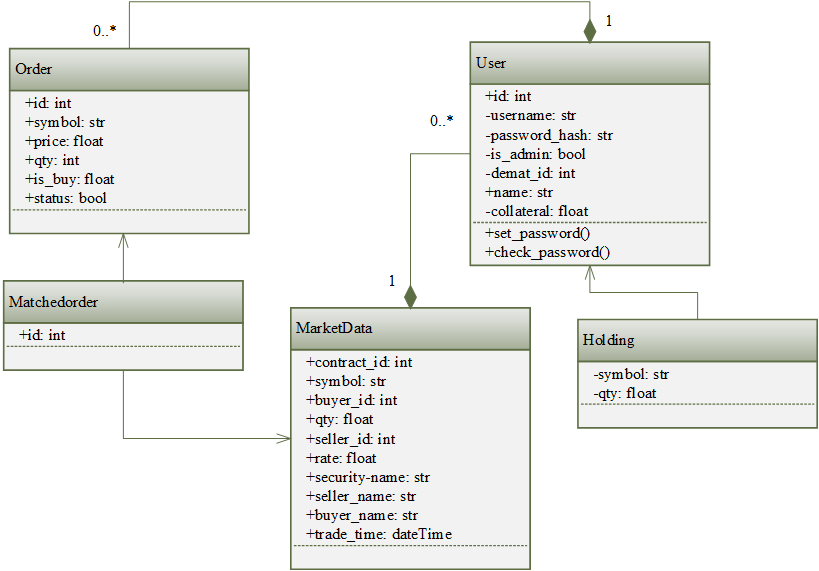 0..*
1
Order
+id: int
+symbol: str
+price: float
+qty: int
+is_buy: float
+status: bool
User
+id: int
-username: str
-password_hash: str
-is_admin: bool
-demat_id: int
+name: str
-collateral: float
+set_password()
+check_password()
0..*
1
Matchedorder
+id: int
MarketData
+contract_id: int
+symbol: str
+buyer_id: int
+qty: float
+seller_id: int
+rate: float
+security-name: str
+seller_name: str
+buyer_name: str
+trade_time: dateTime
Holding
-symbol: str
-qty: float